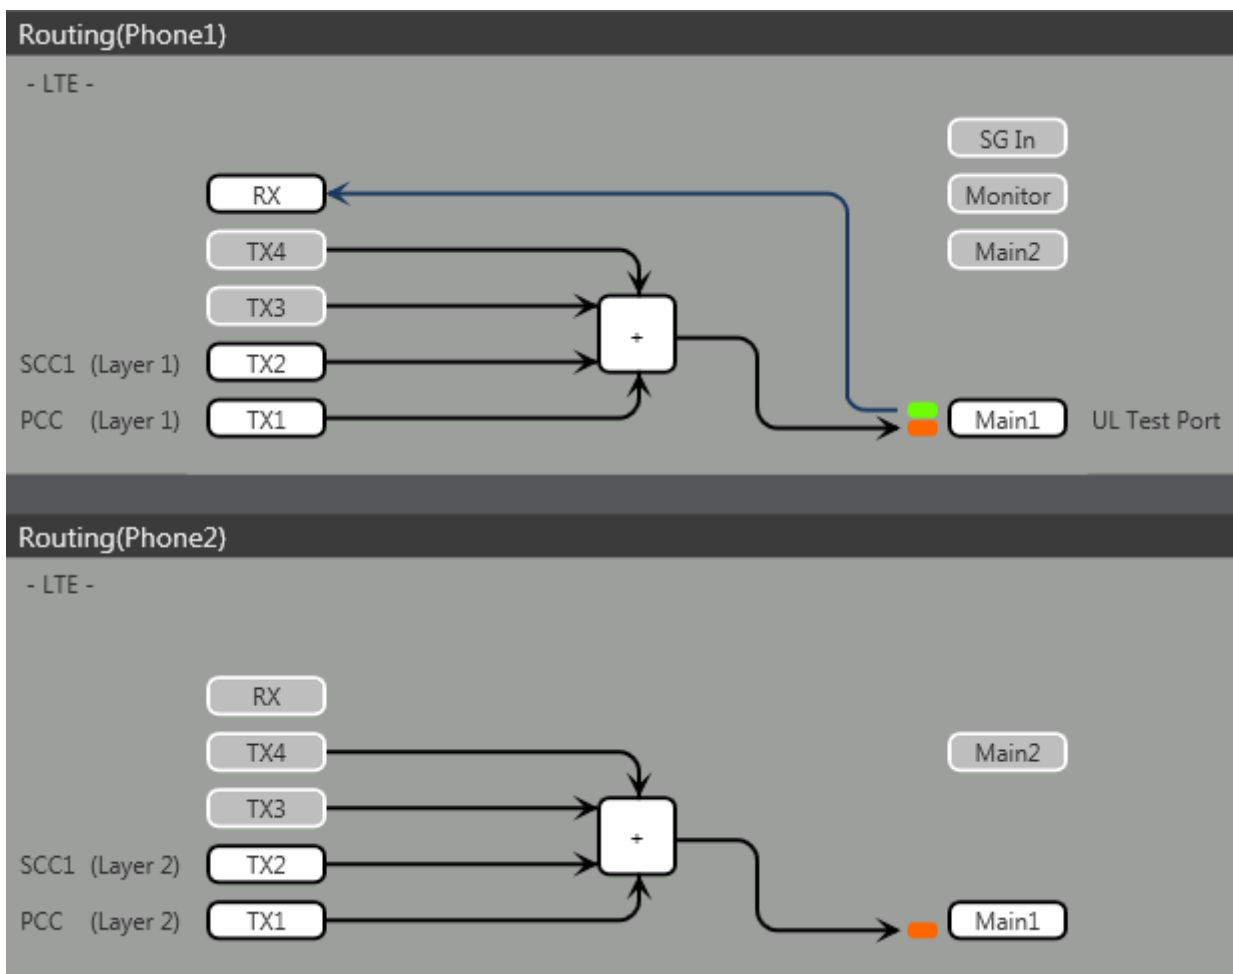 Routing(Phone1)
- LTE -
SG In
RX Monitor
TX4 Main2
TX3
+
SCC1 (Layer 1) TX2
PCC (Layer 1) TX1 Main1 UL Test Port
Routing(Phone2)
- LTE -
RX
TX4 Main2
TX3
+
SCC1 (Layer 2) TX2
PCC (Layer 2) TX1 Main1